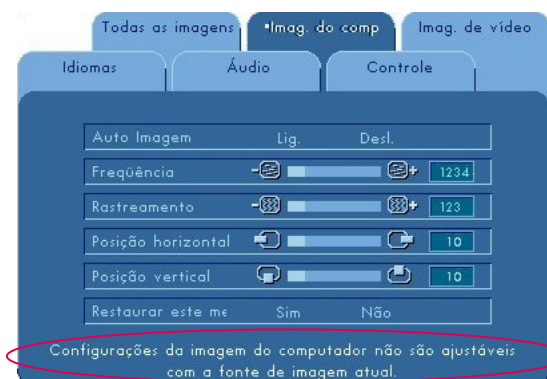 Todas as imagens
•Imag. do comp
Imag. de vídeo
Idiomas
Áudio
Controle
Auto Imagem Lig. Desl.
Freqüência - + 1234
Rastreamento - + 123
Posição horizontal 10
Posição vertical 10
Restaurar este me Sim Não
Configurações da imagem do computador não são ajustáveis
com a fonte de imagem atual.